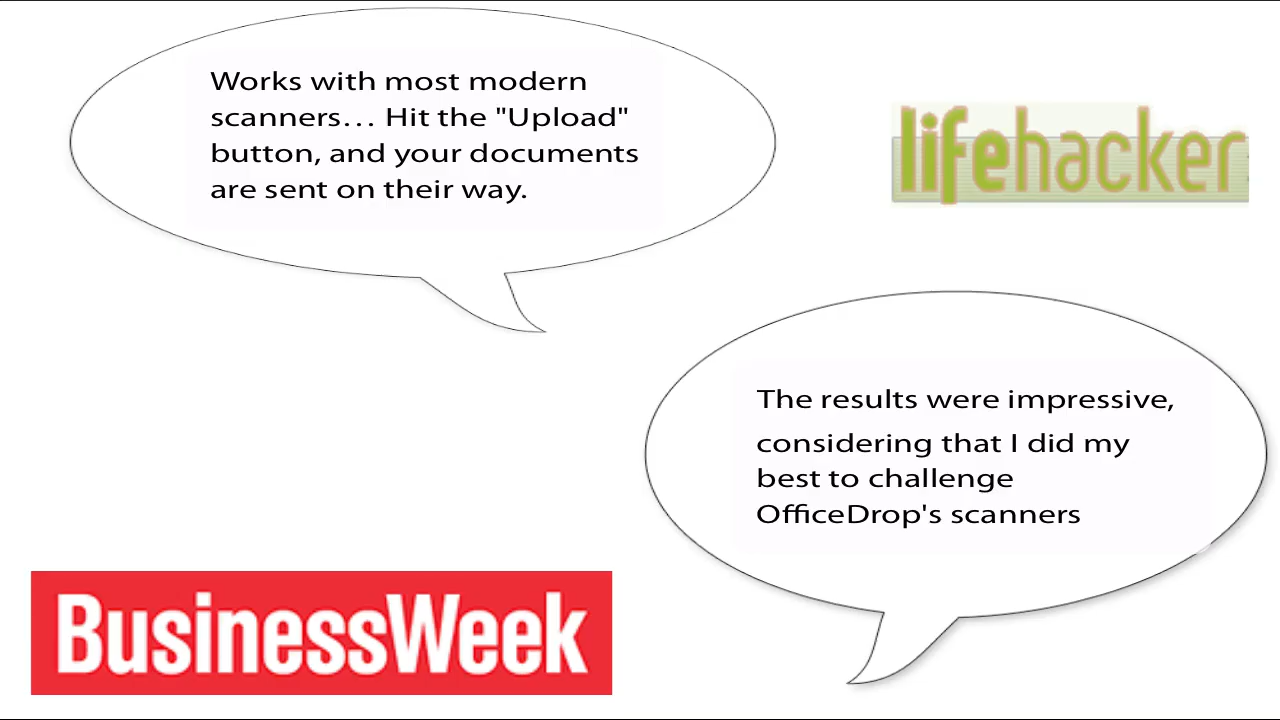 Works with most modern
scanners… Hit the "Upload"
button, and your documents
are sent on their way.
lifehacker
The results were impressive,
considering that I did my
best to challenge
OfficeDrop's scanners
BusinessWeek